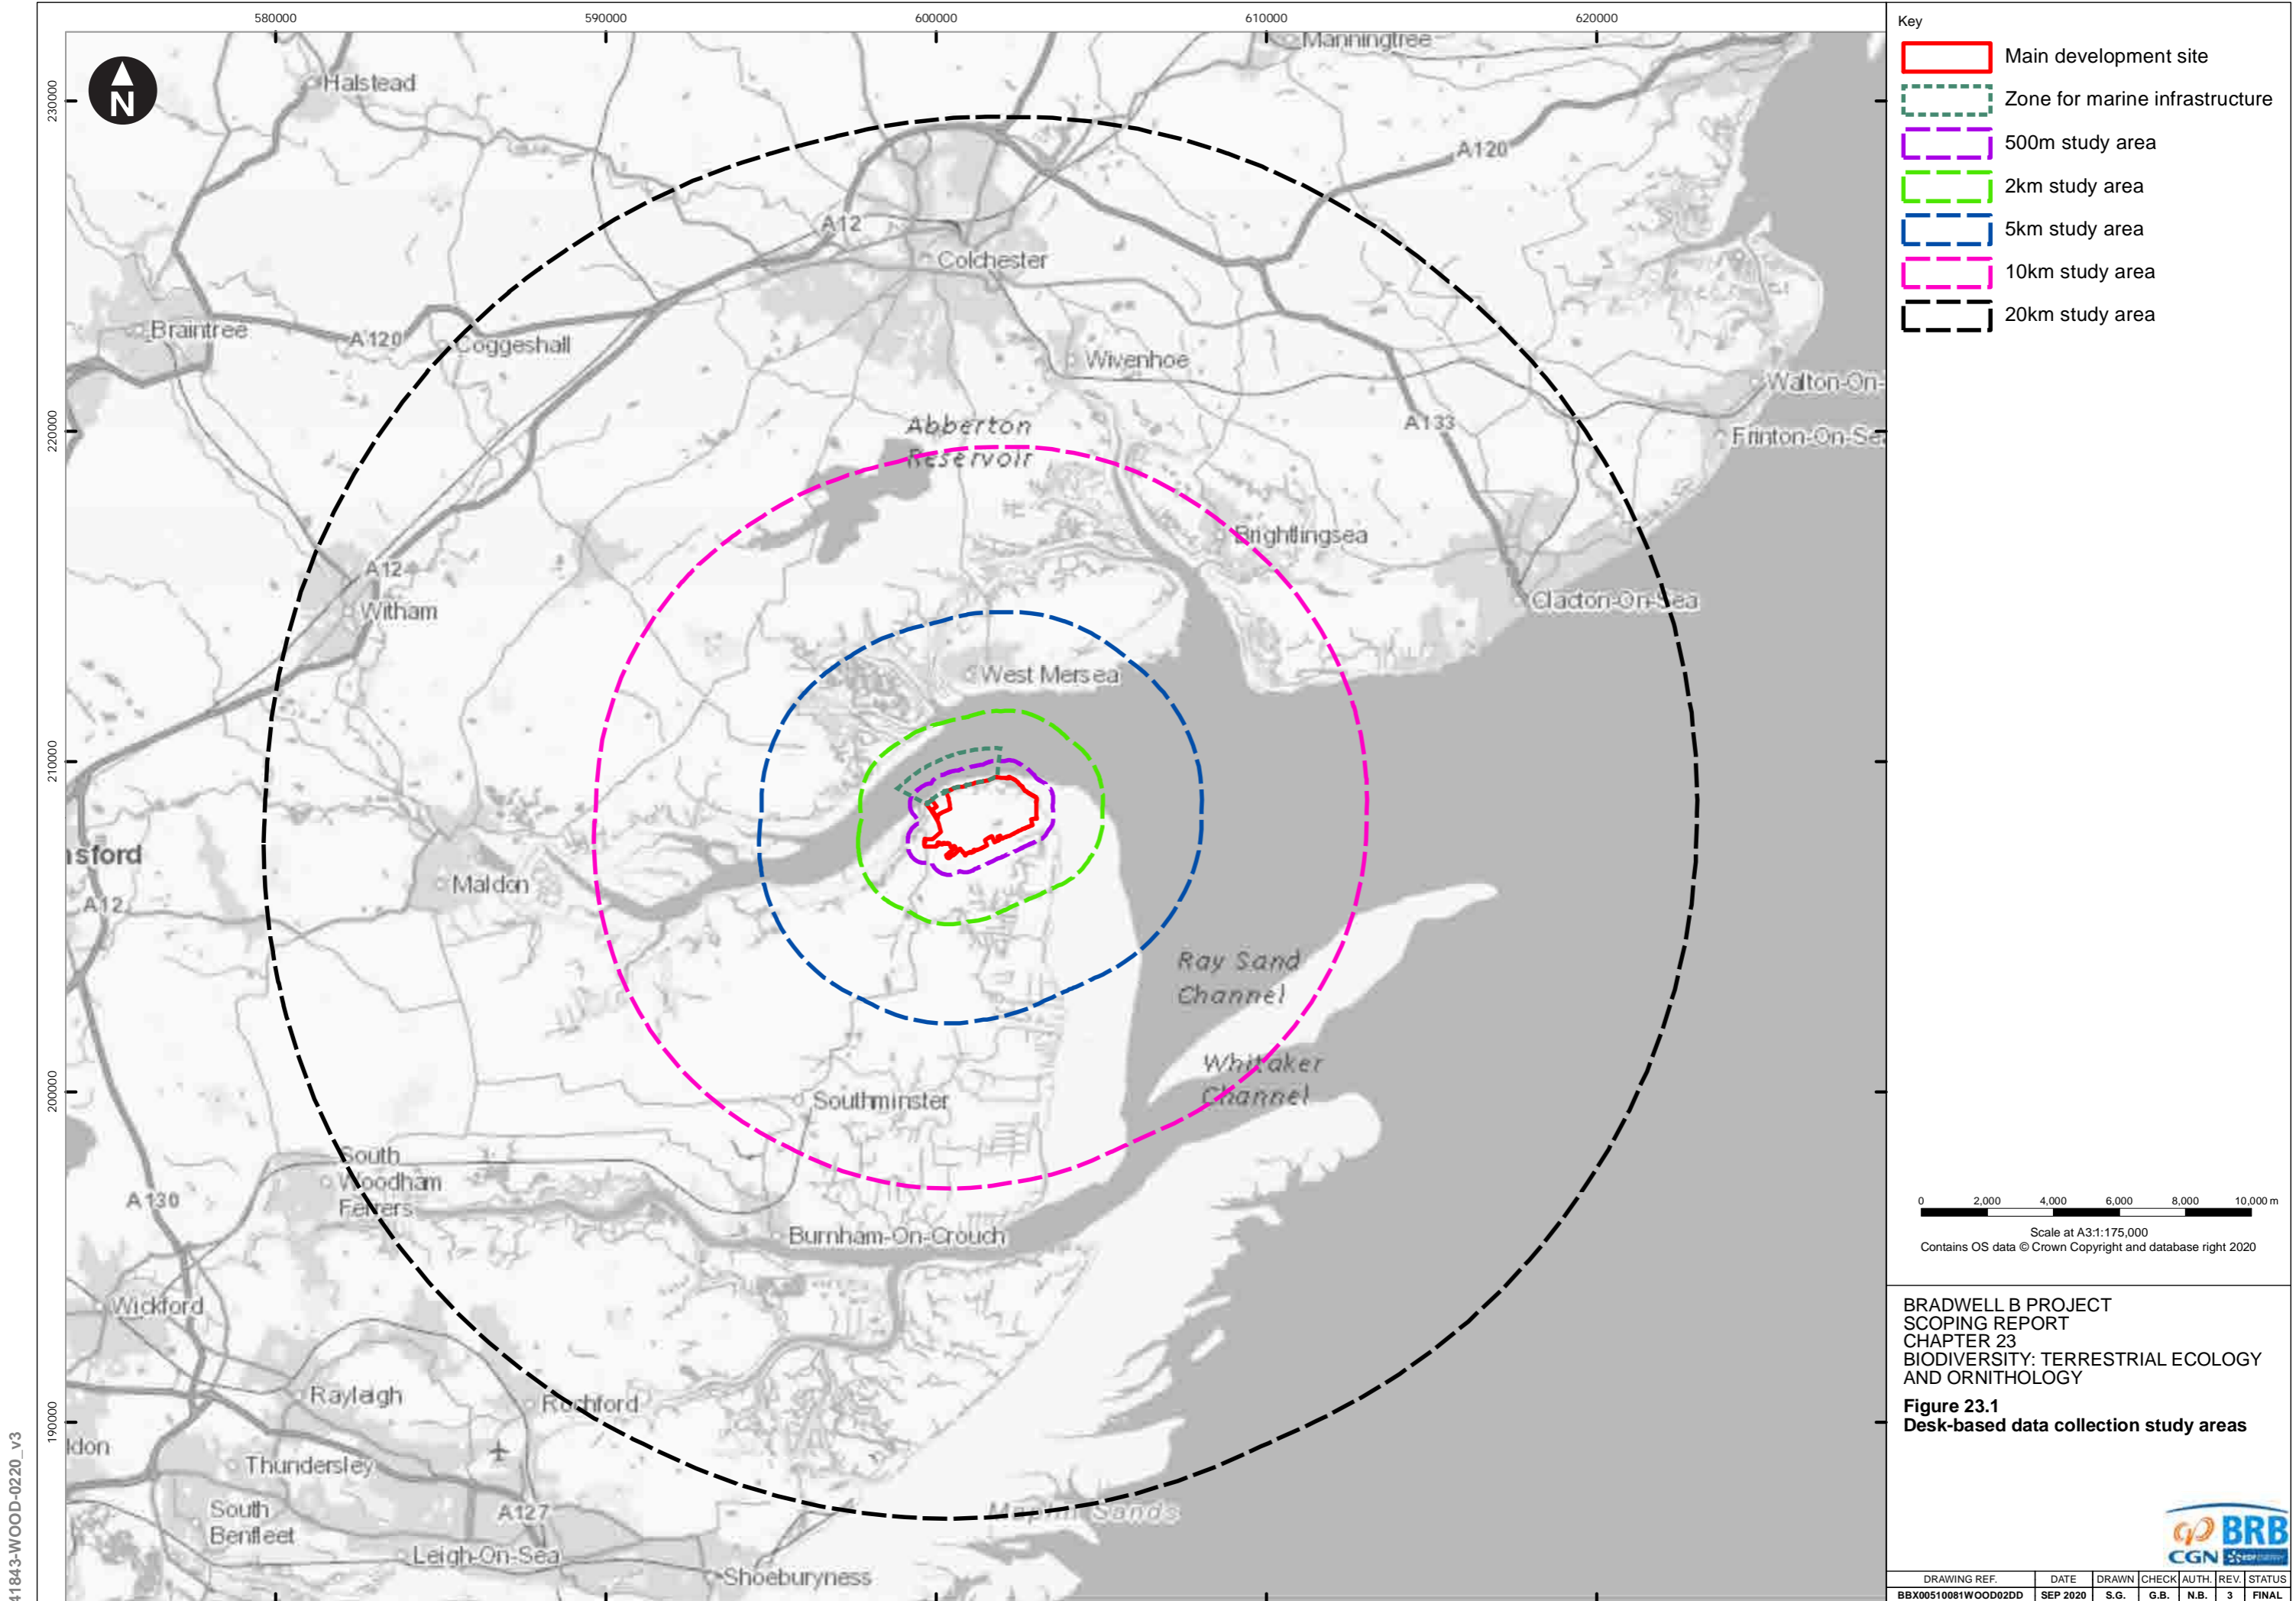 580000
590000
600000
610000
620000
230000
220000
210000
200000
190000
N
Halstead
Manningtree
A120
A12
Colchester
Braintree
A120
Coggeshall
Wivenhoe
Walton-On-
Abberton
Reservoir
A133
Frinton-On-Sea
Brightlingsea
A12
Witham
Clacton-On-Sea
West Mersea
nsford
Maldon
A12
Ray Sand
Channel
Whitaker
Channel
Southminster
South
Woodham
Ferrers
A130
Burnham-On-Crouch
Wickford
Rayleigh
Rochford
ldon
Thundersley
South
Benfleet
A127
Maplin Sands
Leigh-On-Sea
Shoeburyness
41843-WOOD-0220_v3
Key
Main development site
Zone for marine infrastructure
500m study area
2km study area
5km study area
10km study area
20km study area
0 2,000 4,000 6,000 8,000 10,000 m
Scale at A3:1:175,000
Contains OS data © Crown Copyright and database right 2020
BRADWELL B PROJECT
SCOPING REPORT
CHAPTER 23
BIODIVERSITY: TERRESTRIAL ECOLOGY
AND ORNITHOLOGY
Figure 23.1
Desk-based data collection study areas
BRB
CGN edf ENERGY
DRAWING REF. DATE DRAWN CHECK AUTH. REV. STATUS
BBX00510081WOOD02DD SEP 2020 S.G. G.B. N.B. 3 FINAL